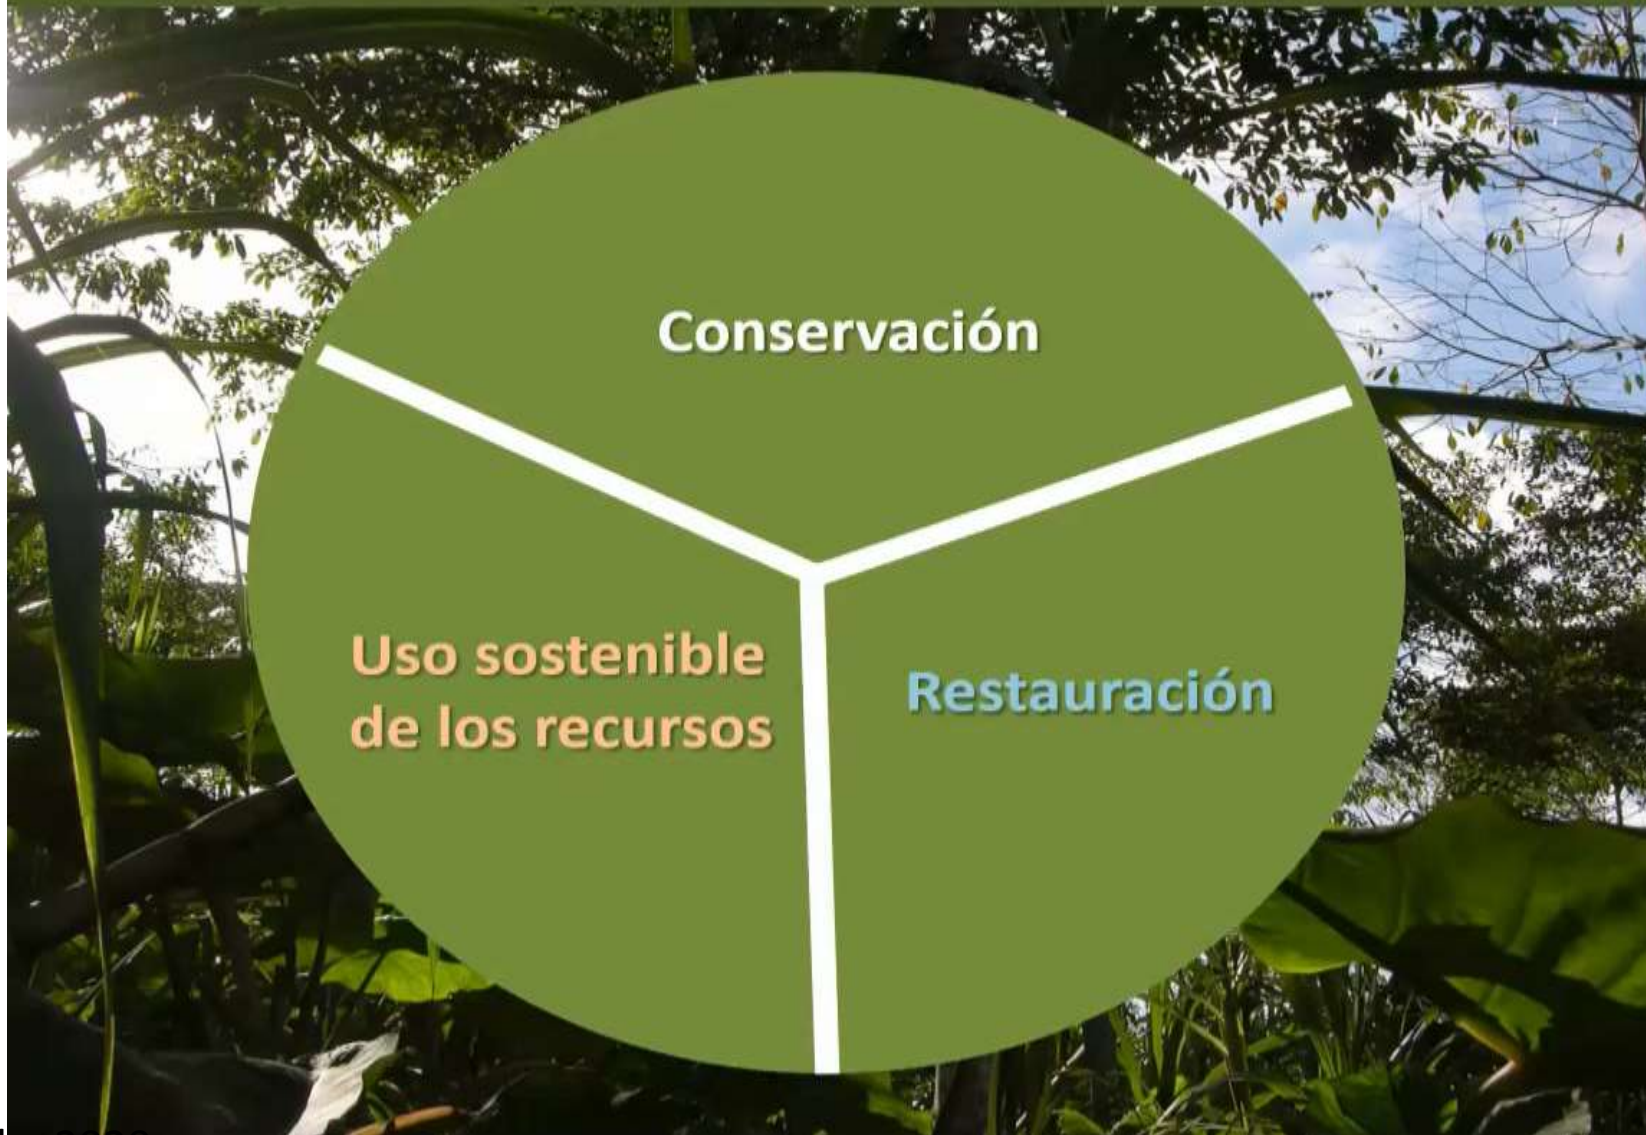 Conservación
Uso sostenible
de los recursos
Restauración